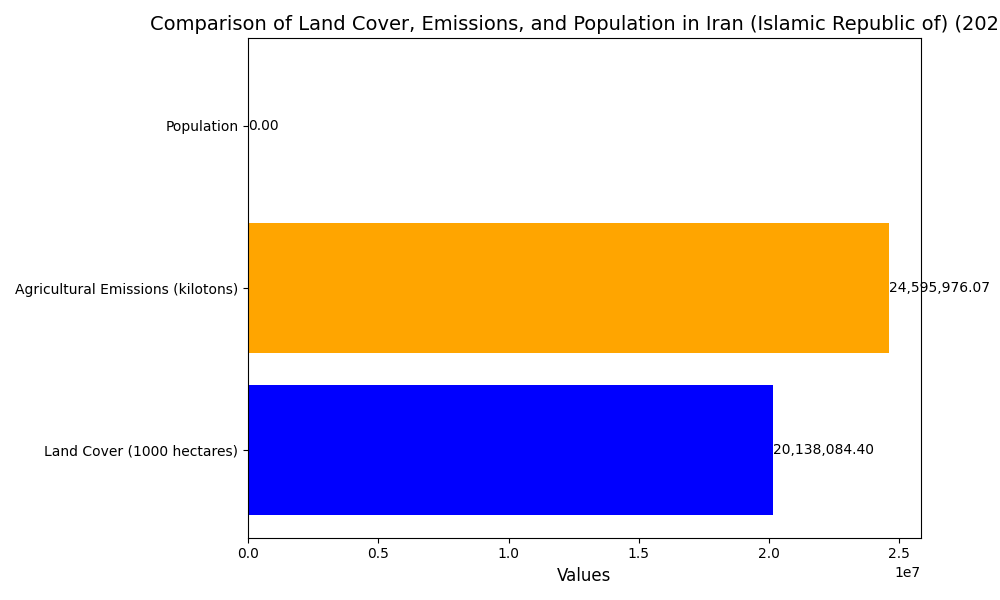 Comparison of Land Cover, Emissions, and Population in Iran (Islamic Republic of) (202
Population
0.00
Agricultural Emissions (kilotons)
24,595,976.07
Land Cover (1000 hectares)
20,138,084.40
0.0 0.5 1.0 1.5 2.0 2.5
1e7
Values